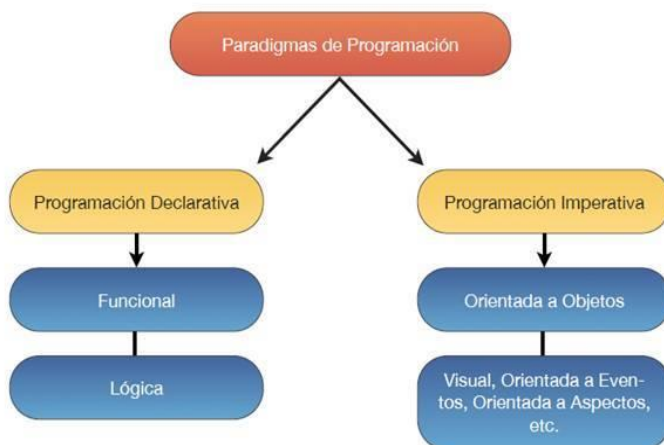 Paradigmas de Programación
Programación Declarativa
Programación Imperativa
Funcional
Orientada a Objetos
Lógica
Visual, Orientada a Even-
tos, Orientada a Aspectos,
etc.